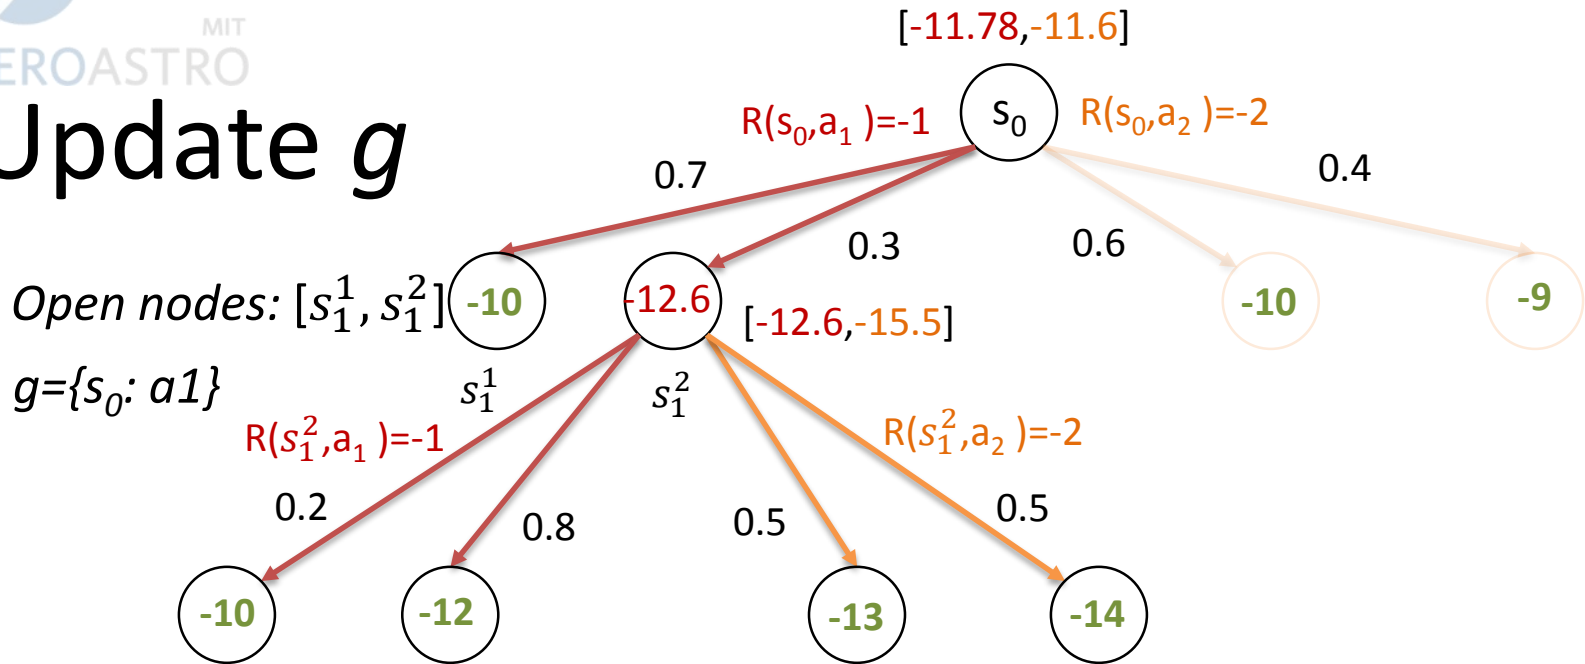 MIT
EROASTRO
Update g
[-11.78,-11.6]
R(s₀,a₁ )=-1
s₀
R(s₀,a₂ )=-2
0.7
0.3
0.6
0.4
Open nodes: [s₁¹, s₁²]
-10
-12.6
[-12.6,-15.5]
-10
-9
g={s₀: a1}
s₁¹
s₁²
R(s₁²,a₁ )=-1
R(s₁²,a₂ )=-2
0.2
0.8
0.5
0.5
-10
-12
-13
-14